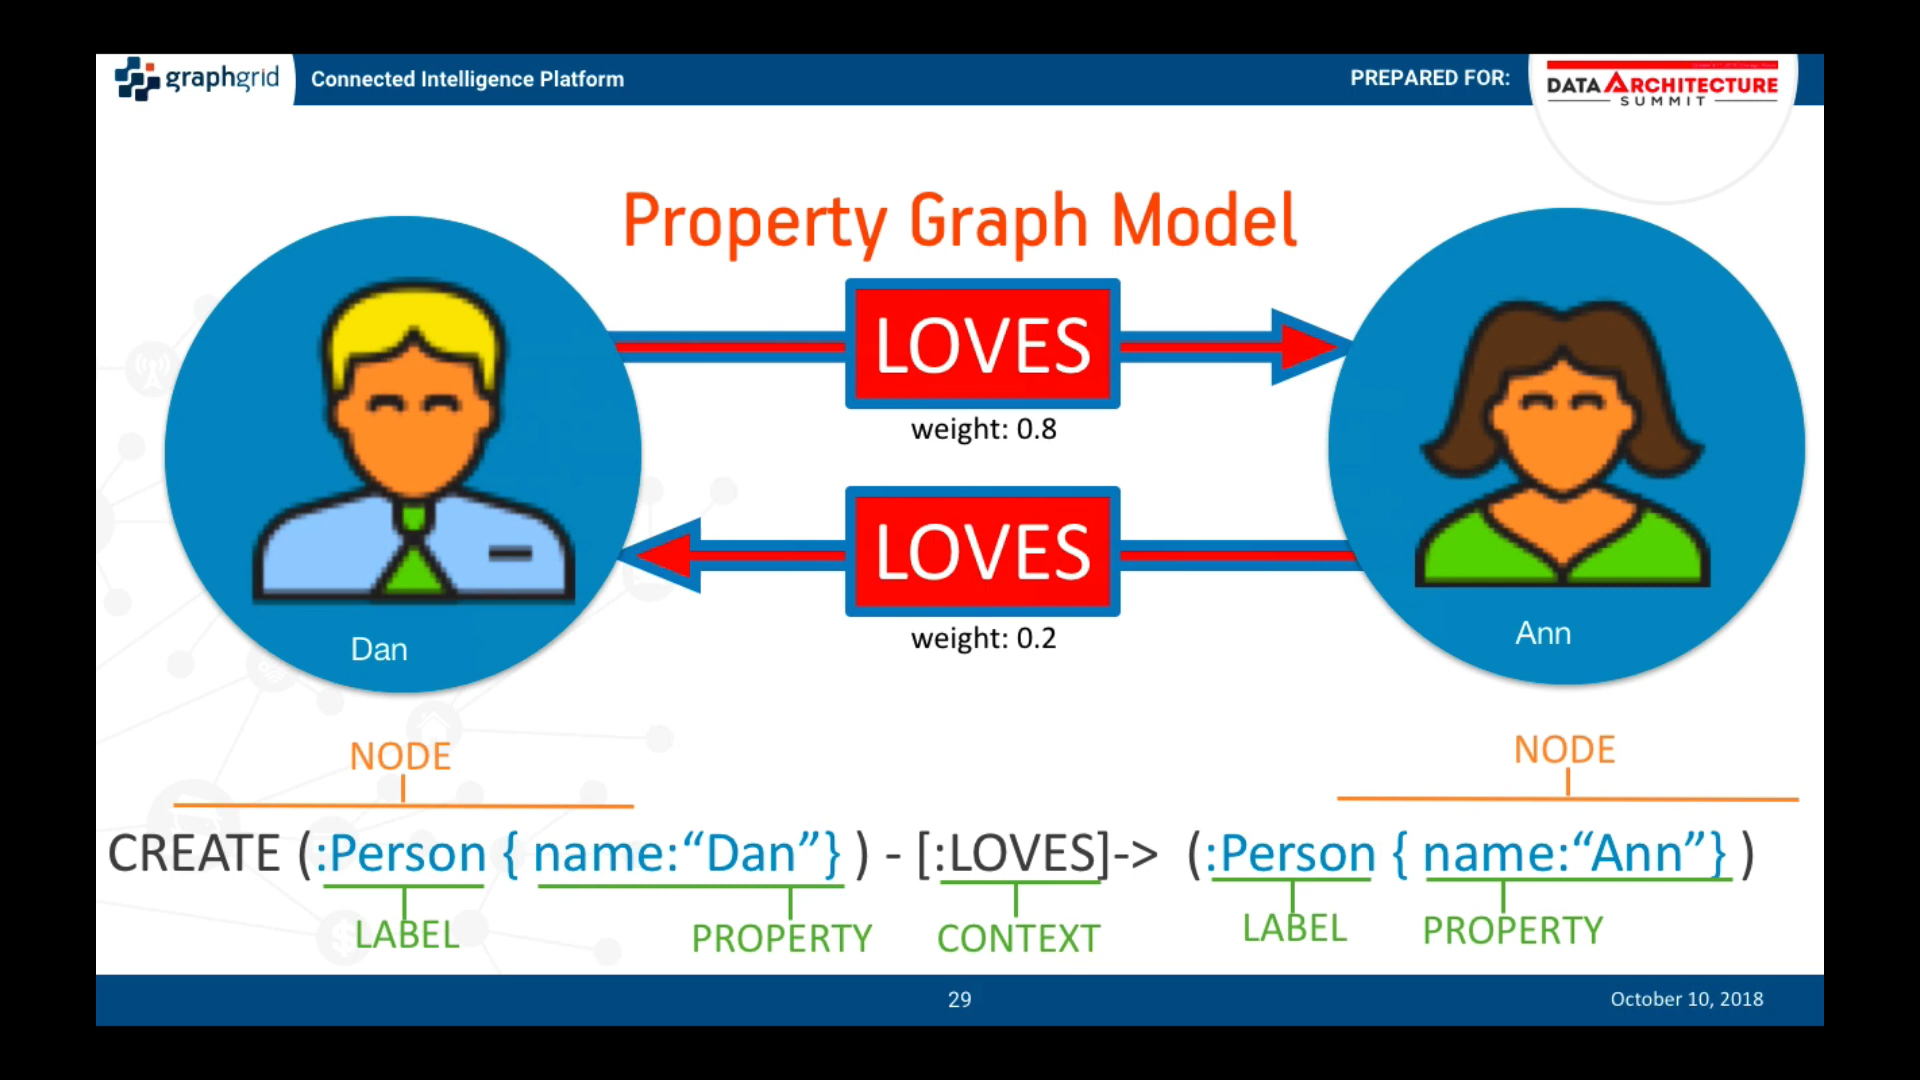 graphgrid
Connected Intelligence Platform
PREPARED FOR:
DATA ARCHITECTURE
SUMMIT
Property Graph Model
LOVES
weight: 0.8
LOVES
weight: 0.2
Dan
Ann
NODE
NODE
CREATE (:Person { name:“Dan”} ) - [:LOVES]-> (:Person { name:“Ann”} )
LABEL
PROPERTY
CONTEXT
LABEL
PROPERTY
29
October 10, 2018